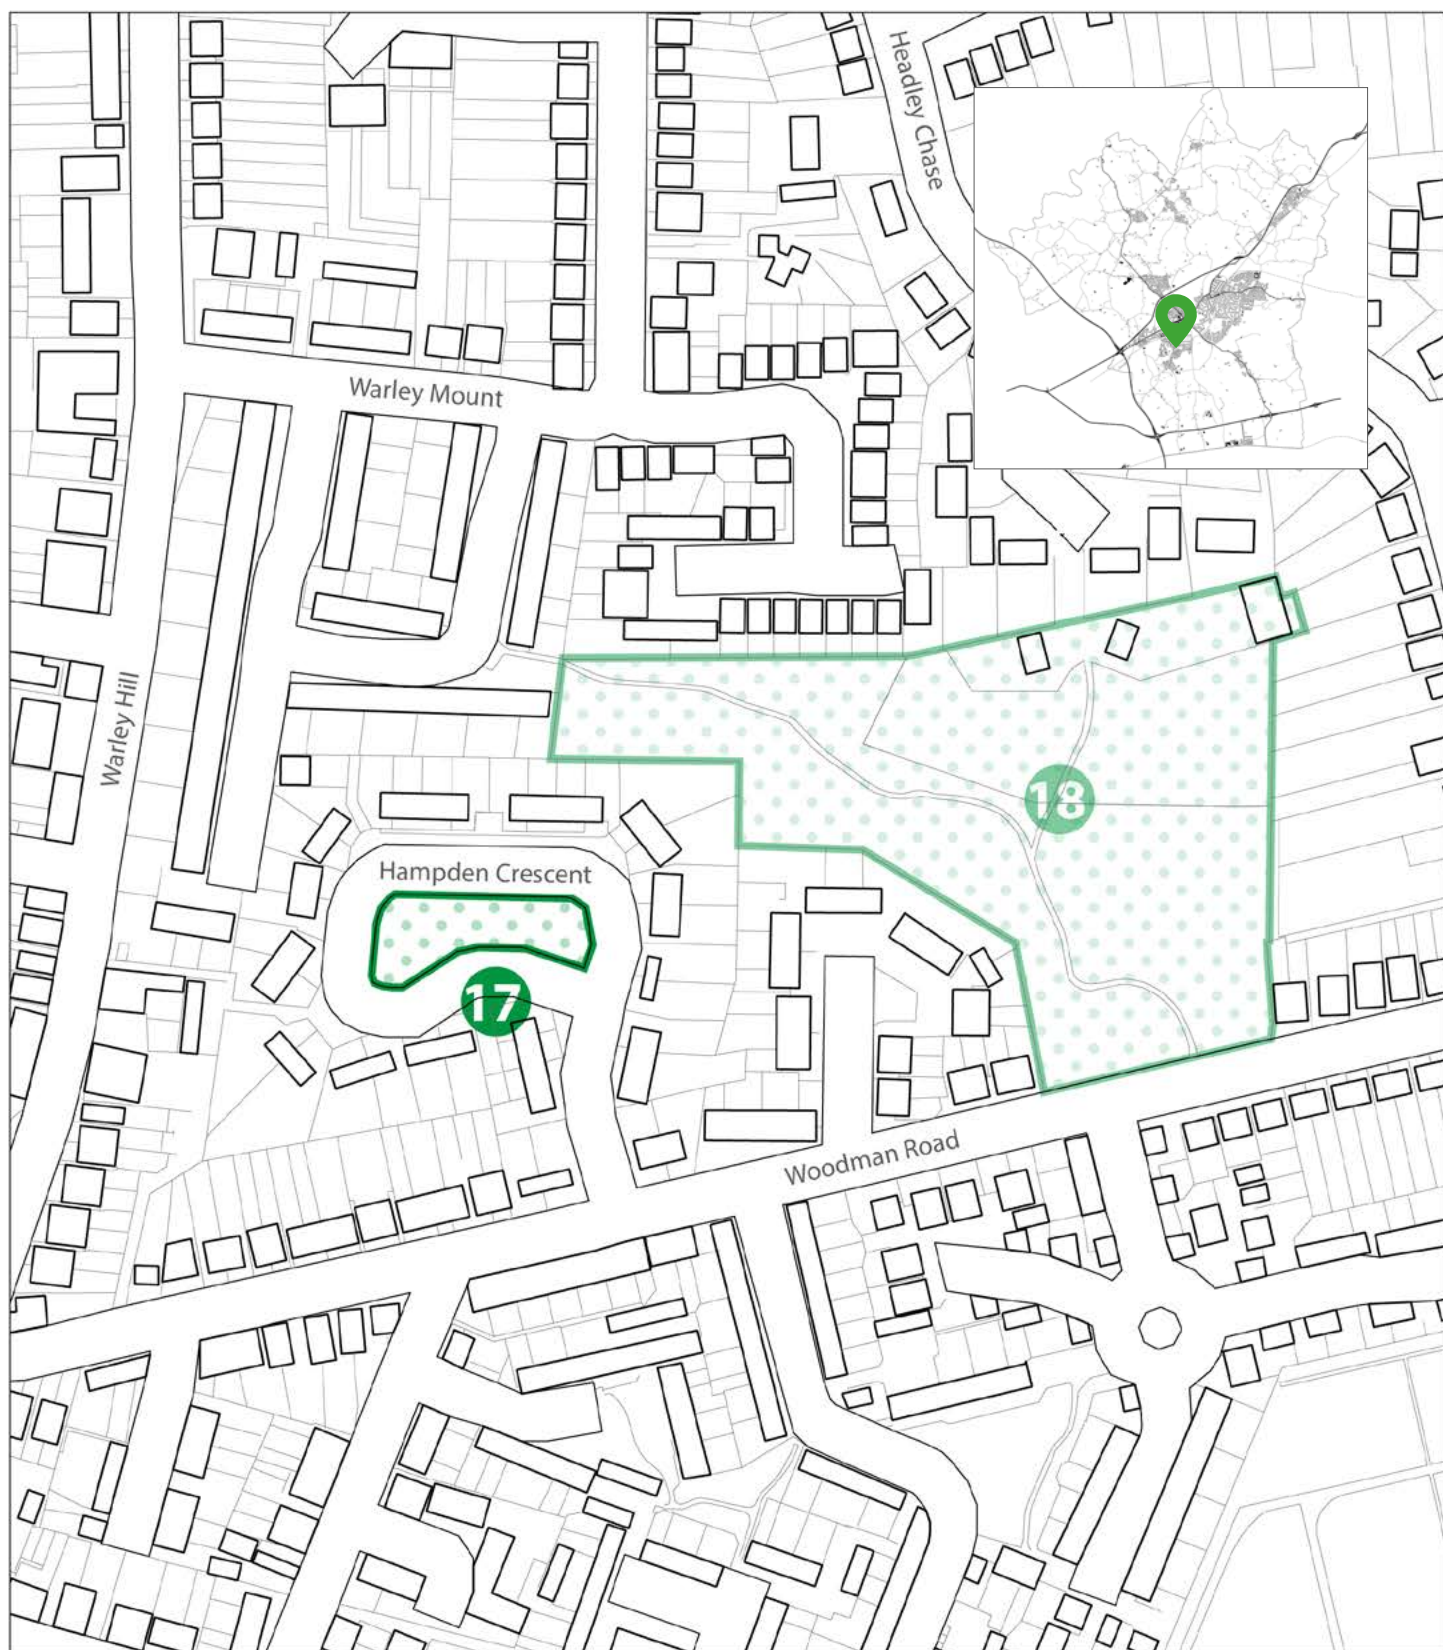 Headley Chase
Warley Mount
Warley Hill
18
Hampden Crescent
17
Woodman Road